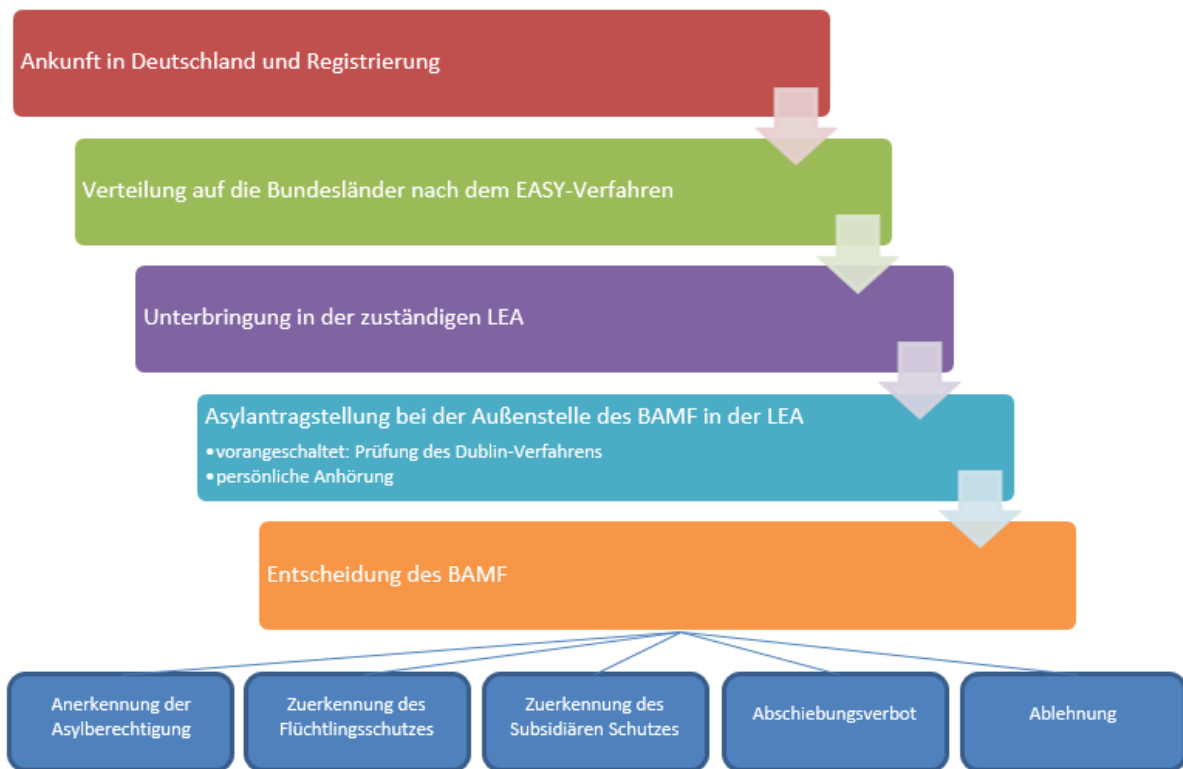 Ankunft in Deutschland und Registrierung
Verteilung auf die Bundesländer nach dem EASY-Verfahren
Unterbringung in der zuständigen LEA
Asylantragstellung bei der Außenstelle des BAMF in der LEA
•vorangeschaltet: Prüfung des Dublin-Verfahrens
•persönliche Anhörung
Entscheidung des BAMF
Anerkennung der
Asylberechtigung
Zuerkennung des
Flüchtlingsschutzes
Zuerkennung des
Subsidiären Schutzes
Abschiebungsverbot
Ablehnung